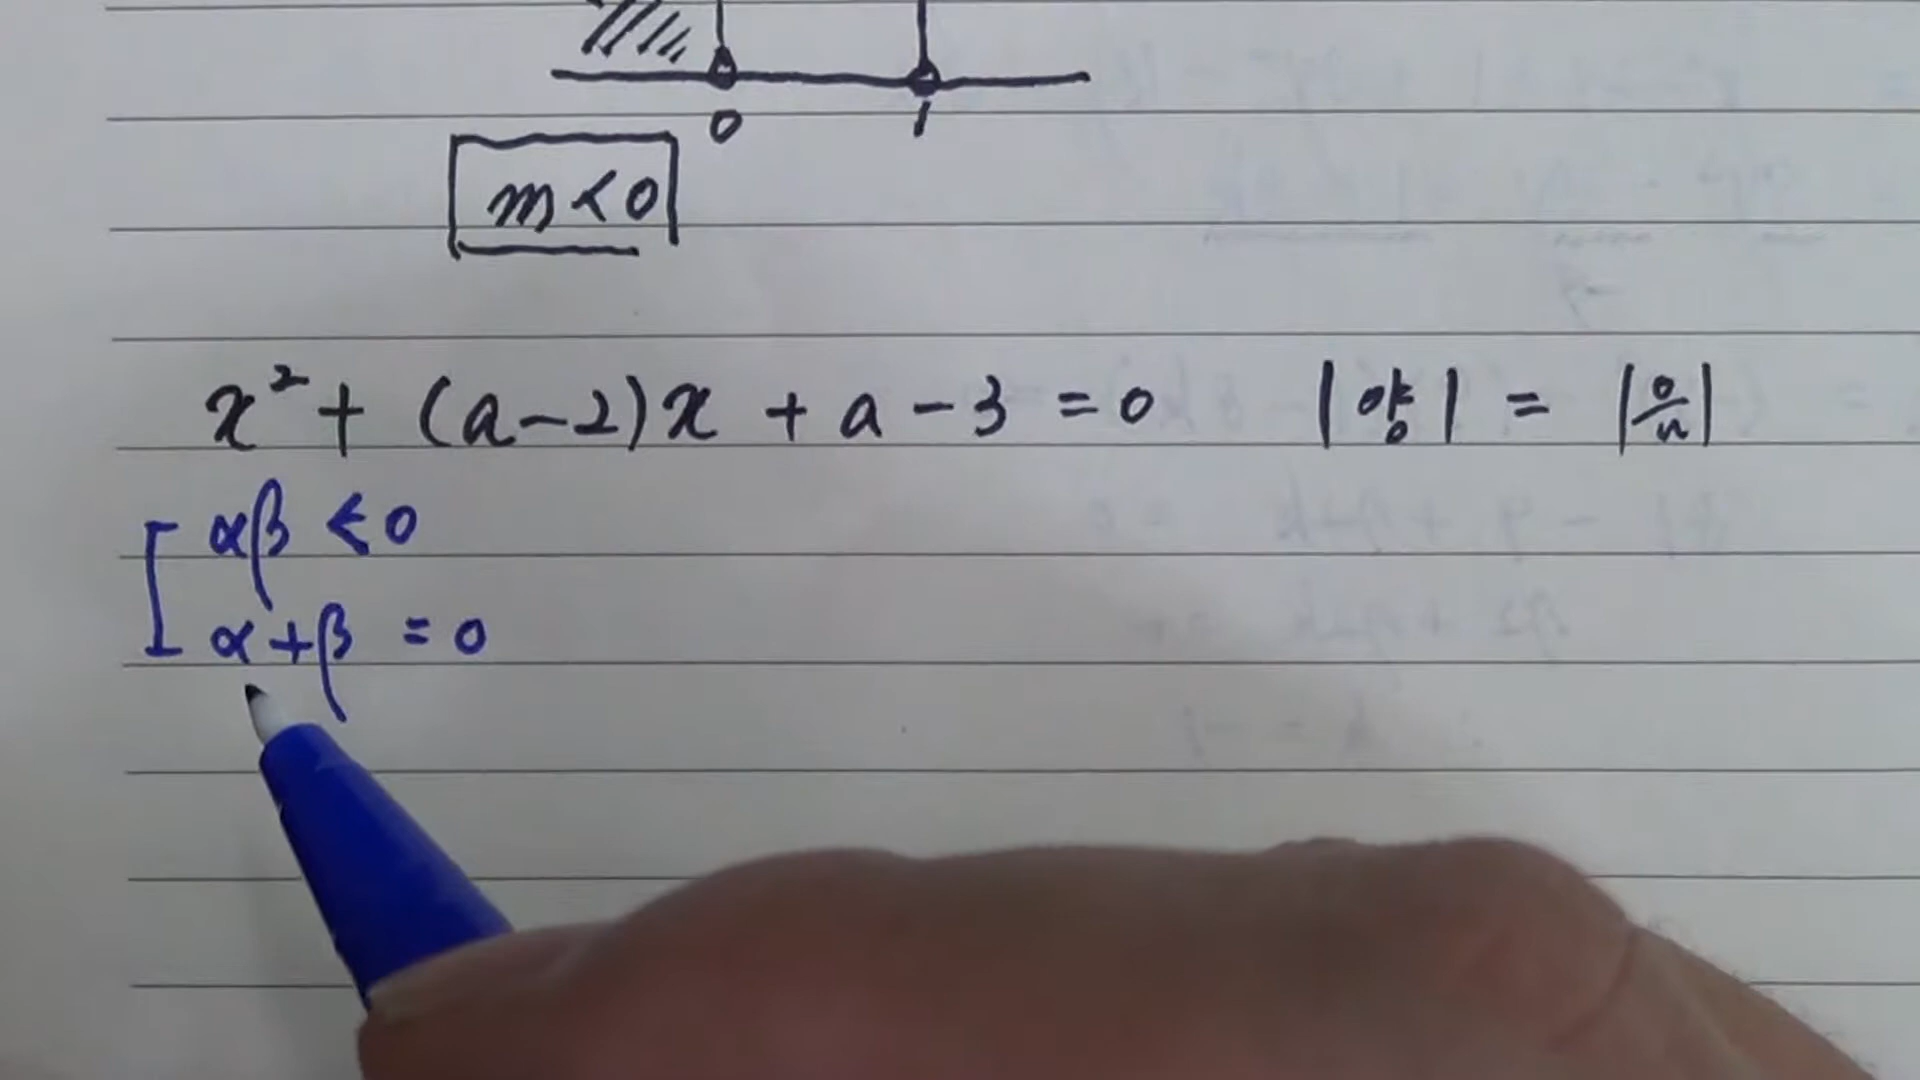 0 1
m < 0
x² + (a-2)x + a - 3 = 0 |양| = |음|
αβ < 0
α+β = 0